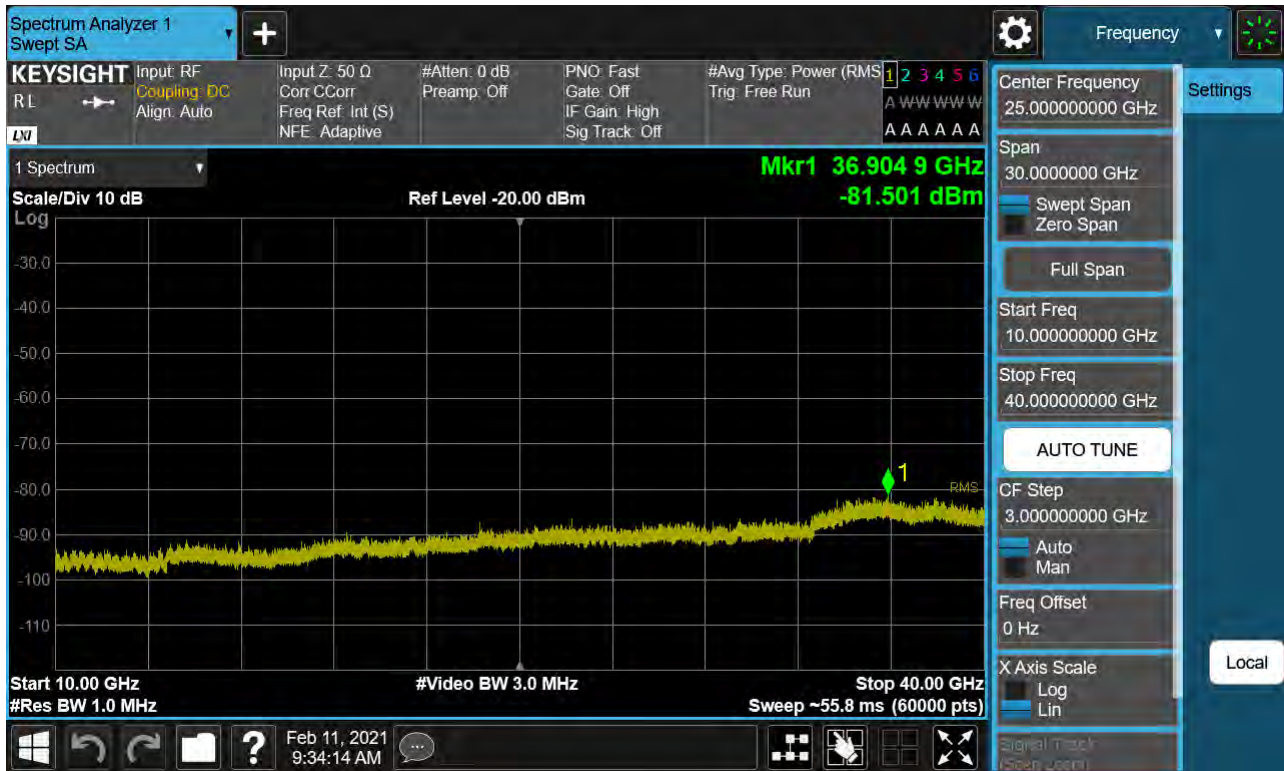 Spectrum Analyzer 1
Swept SA
+
Frequency
KEYSIGHT
RL
LXI
Input: RF
Coupling: DC
Align: Auto
Input Z: 50 Ω
Corr CCorr
Freq Ref: Int (S)
NFE: Adaptive
#Atten: 0 dB
Preamp: Off
PNO: Fast
Gate: Off
IF Gain: High
Sig Track: Off
#Avg Type: Power (RMS
Trig: Free Run
1 2 3 4 5 6
A W W W W W
A A A A A A
1 Spectrum
Scale/Div 10 dB
Log
Ref Level -20.00 dBm
Mkr1 36.904 9 GHz
-81.501 dBm
-30.0
-40.0
-50.0
-60.0
-70.0
-80.0
-90.0
-100
-110
1
RMS
Start 10.00 GHz
#Res BW 1.0 MHz
#Video BW 3.0 MHz
Stop 40.00 GHz
Sweep ~55.8 ms (60000 pts)
Center Frequency
25.000000000 GHz
Span
30.0000000 GHz
Swept Span
Zero Span
Full Span
Start Freq
10.000000000 GHz
Stop Freq
40.000000000 GHz
AUTO TUNE
CF Step
3.000000000 GHz
Auto
Man
Freq Offset
0 Hz
X Axis Scale
Log
Lin
Signal Track
(Span Zoom)
Settings
Local
?
Feb 11, 2021
9:34:14 AM